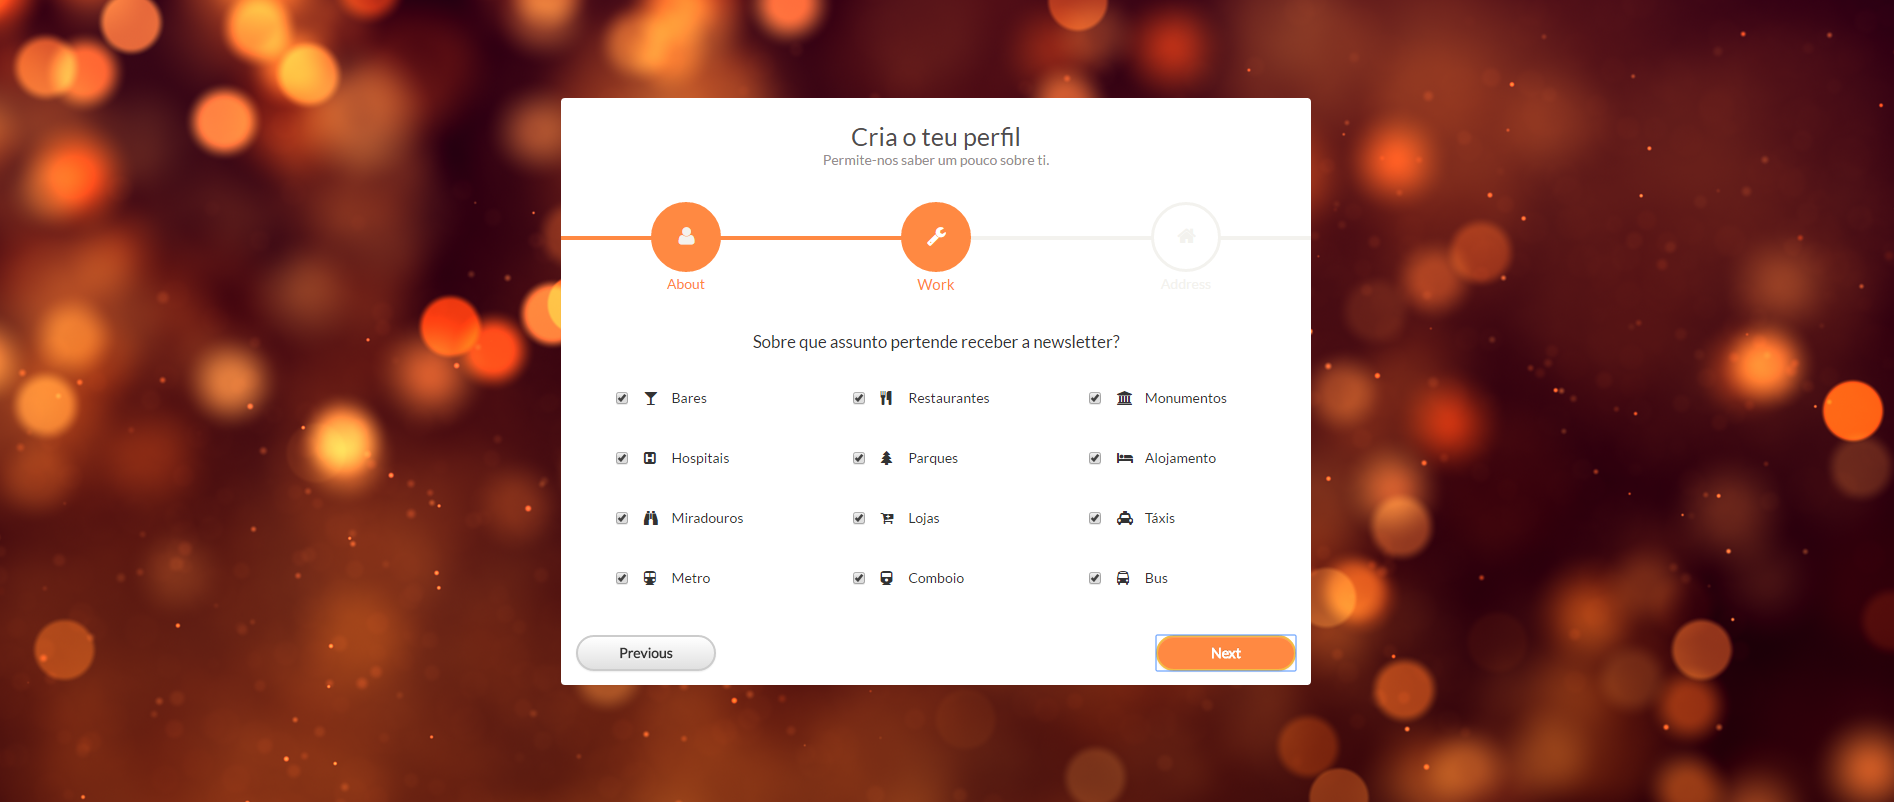 Cria o teu perfil
Permite-nos saber um pouco sobre ti.
About Work Address
Sobre que assunto pertende receber a newsletter?
Bares Restaurantes Monumentos
Hospitais Parques Alojamento
Miradouros Lojas Táxis
Metro Comboio Bus
Previous Next